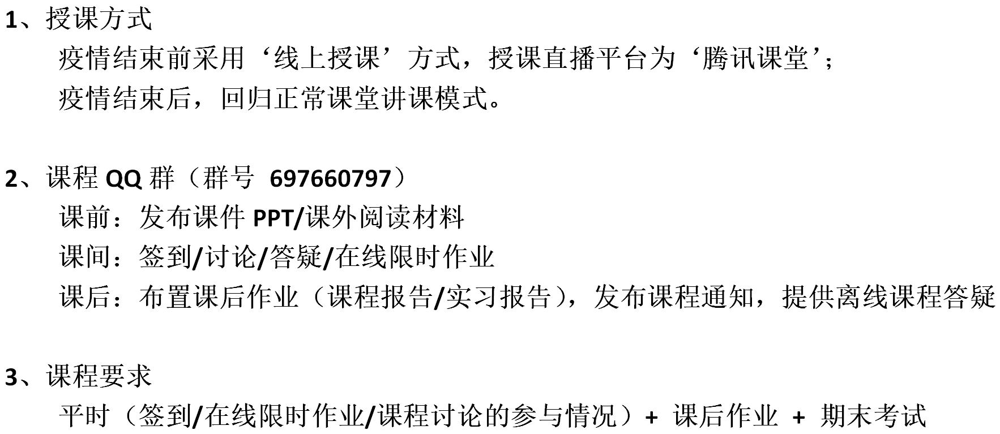 1、授课方式
疫情结束前采用‘线上授课’方式，授课直播平台为‘腾讯课堂’；
疫情结束后，回归正常课堂讲课模式。
2、课程 QQ 群（群号 697660797）
课前：发布课件 PPT/课外阅读材料
课间：签到/讨论/答疑/在线限时作业
课后：布置课后作业（课程报告/实习报告），发布课程通知，提供离线课程答疑
3、课程要求
平时（签到/在线限时作业/课程讨论的参与情况）+ 课后作业 + 期末考试